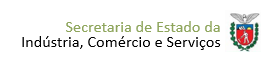 Secretaria de Estado da
Indústria, Comércio e Serviços